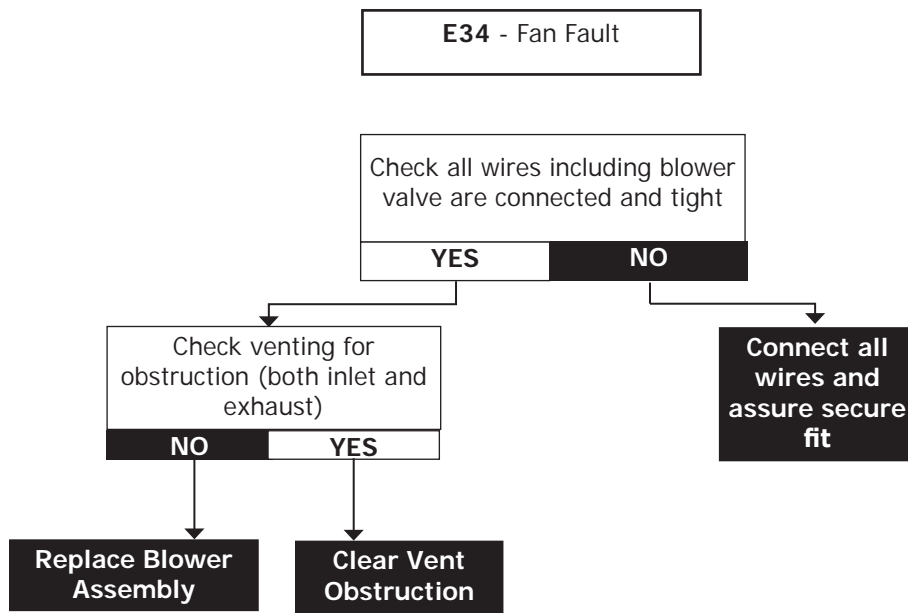 E34 - Fan Fault
Check all wires including blower
valve are connected and tight
YES
NO
Check venting for
obstruction (both inlet and
exhaust)
NO
YES
Connect all
wires and
assure secure
fit
Replace Blower
Assembly
Clear Vent
Obstruction